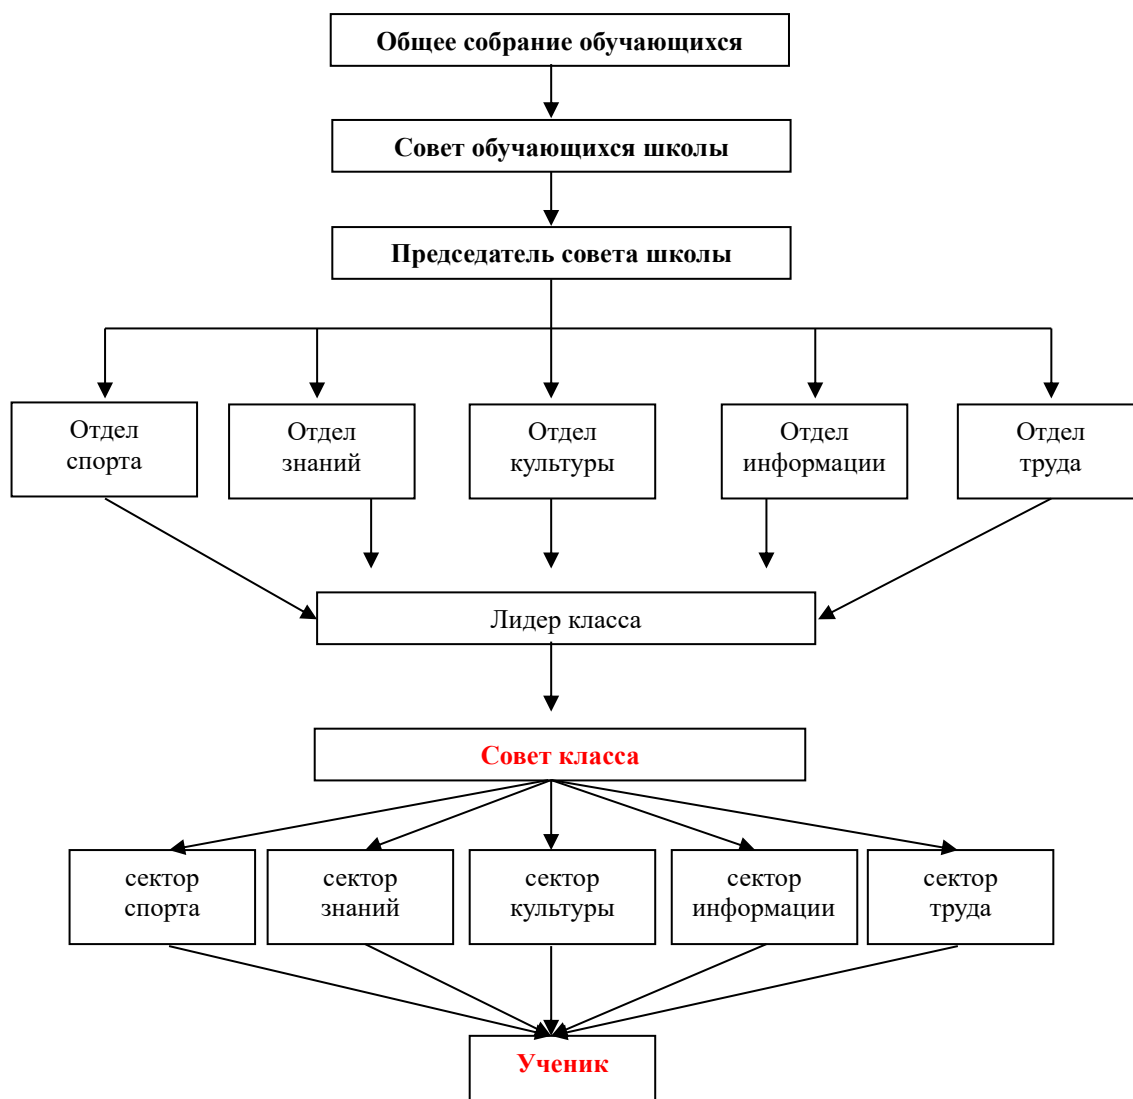 Общее собрание обучающихся
Совет обучающихся школы
Председатель совета школы
Отдел
спорта
Отдел
знаний
Отдел
культуры
Отдел
информации
Отдел
труда
Лидер класса
Совет класса
сектор
спорта
сектор
знаний
сектор
культуры
сектор
информации
сектор
труда
Ученик